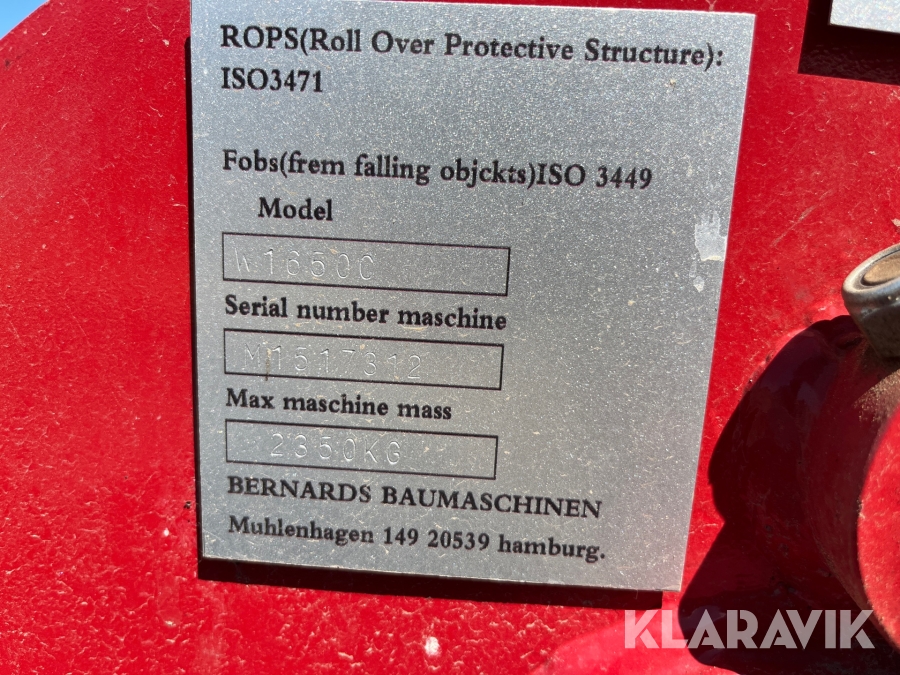 ROPS(Roll Over Protective Structure):
ISO3471
Fobs(frem falling objckts)ISO 3449
Model
W1650C
Serial number maschine
M1517312
Max maschine mass
2350KG
BERNARDS BAUMASCHINEN
Muhlenhagen 149 20539 hamburg.
KLARAVIK